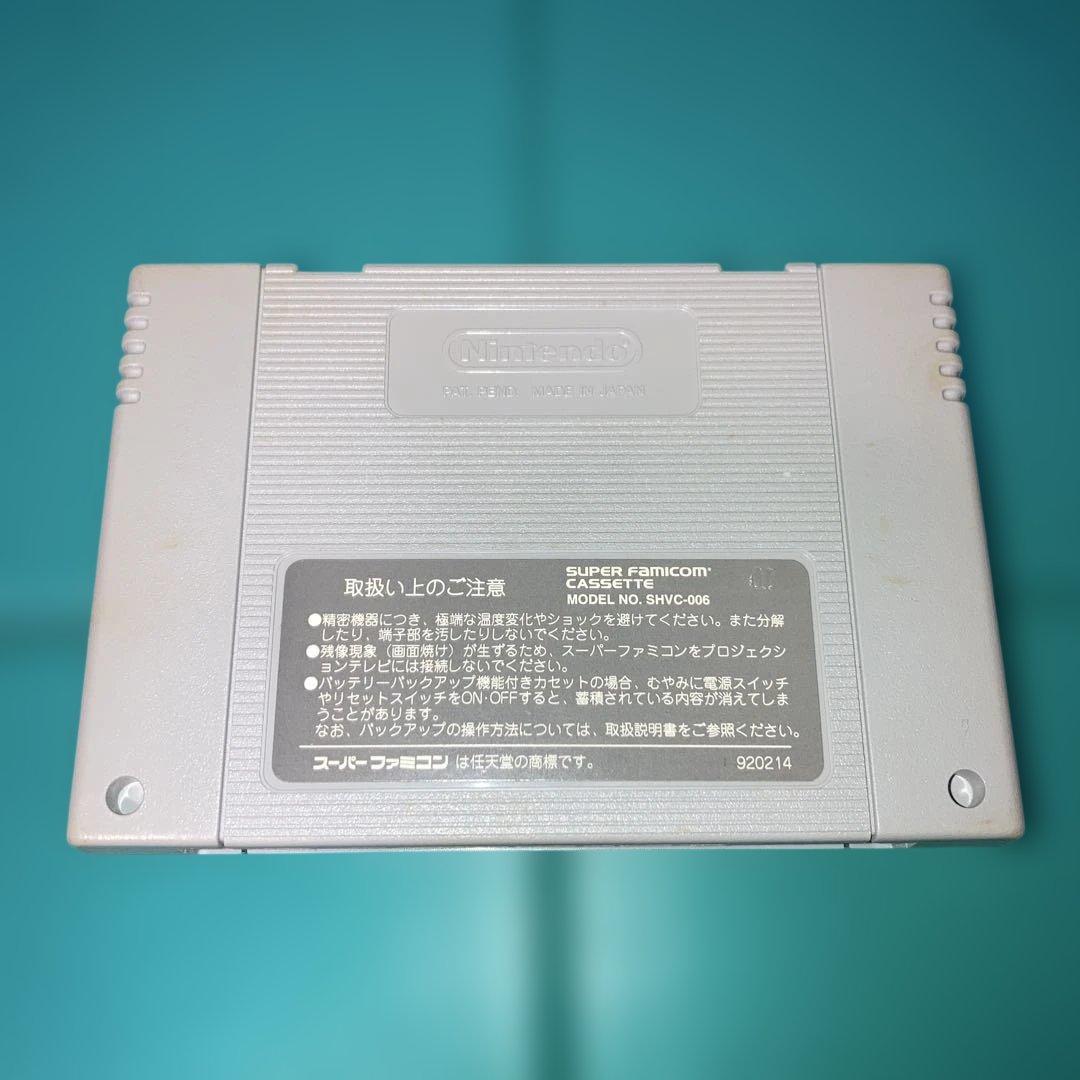 Nintendo
PAT. PEND. MADE IN JAPAN
取扱い上のご注意
SUPER FAMICOM
CASSETTE
MODEL NO. SHVC-006
●精密機器につき、極端な温度変化やショックを避けてください。また分解
したり、端子部を汚したりしないでください。
●残像現象（画面焼け）が生ずるため、スーパーファミコンをプロジェクシ
ョンテレビには接続しないでください。
●バッテリーバックアップ機能付きカセットの場合、むやみに電源スイッチ
やリセットスイッチをON・OFFすると、蓄積されている内容が消えてしま
うことがあります。
なお、バックアップの操作方法については、取扱説明書をご参照ください。
スーパーファミコンは任天堂の商標です。
920214